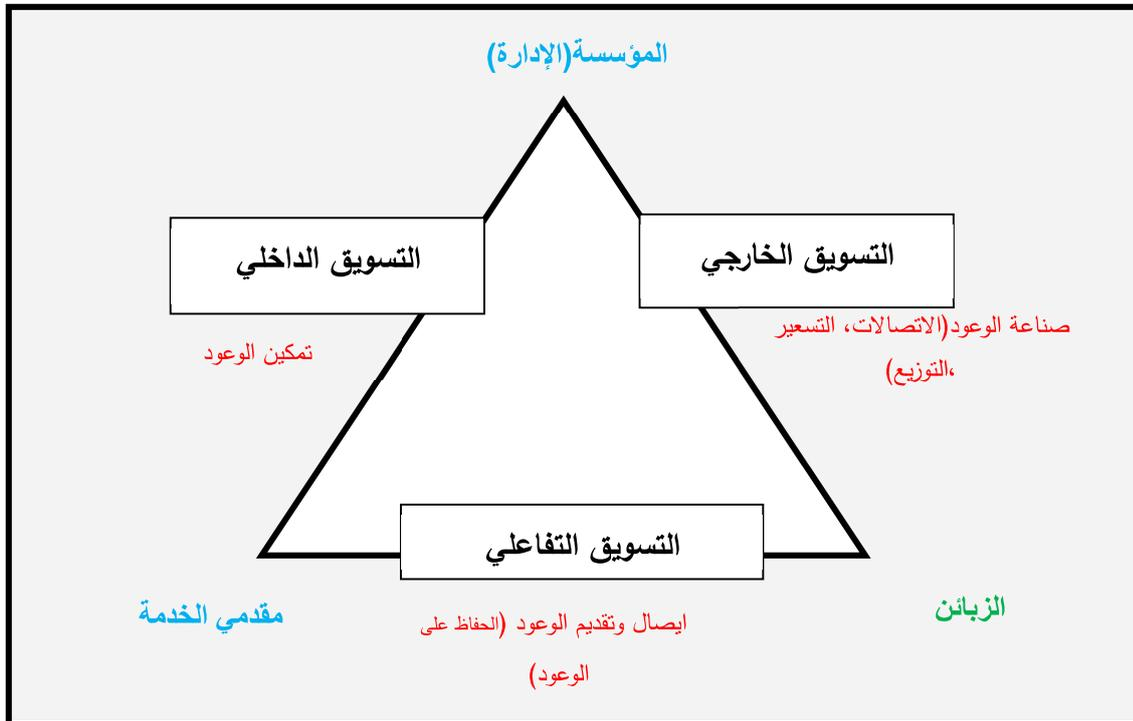 المؤسسة(الإدارة)
التسويق الخارجي
التسويق الداخلي
صناعة الوعود(الاتصالات، التسعير
،التوزيع)
تمكين الوعود
التسويق التفاعلي
الزبائن
مقدمي الخدمة
ايصال وتقديم الوعود (الحفاظ على
الوعود)